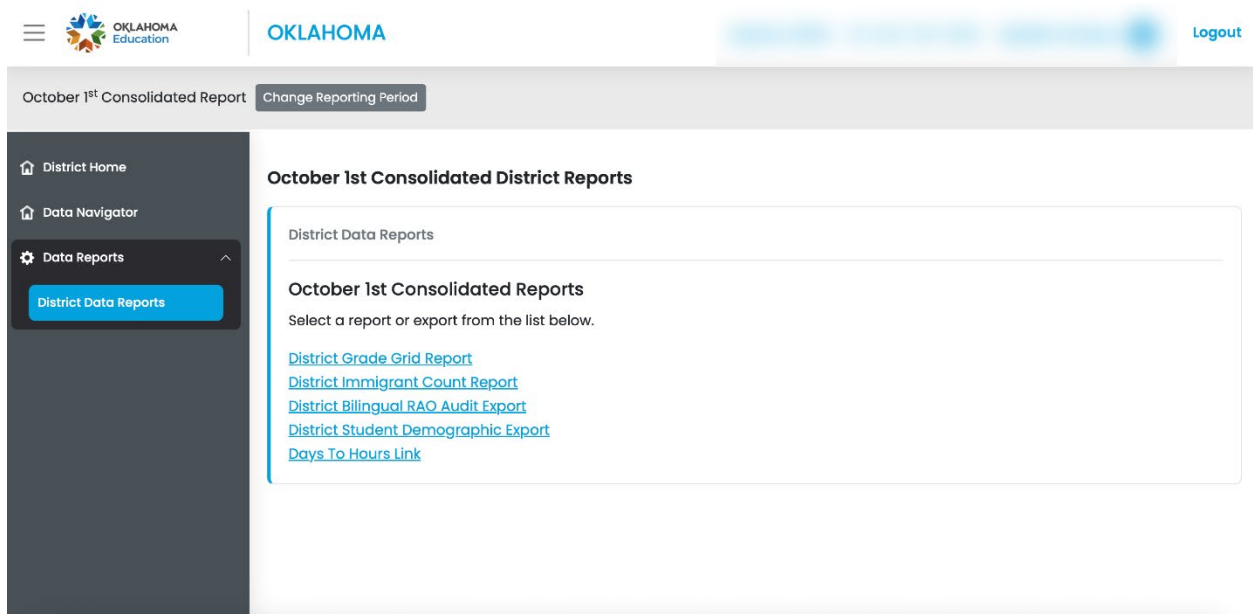 OKLAHOMA
Education
OKLAHOMA
Logout
October 1st Consolidated Report
Change Reporting Period
District Home
Data Navigator
Data Reports
District Data Reports
October 1st Consolidated District Reports
District Data Reports
October 1st Consolidated Reports
Select a report or export from the list below.
District Grade Grid Report
District Immigrant Count Report
District Bilingual RAO Audit Export
District Student Demographic Export
Days To Hours Link